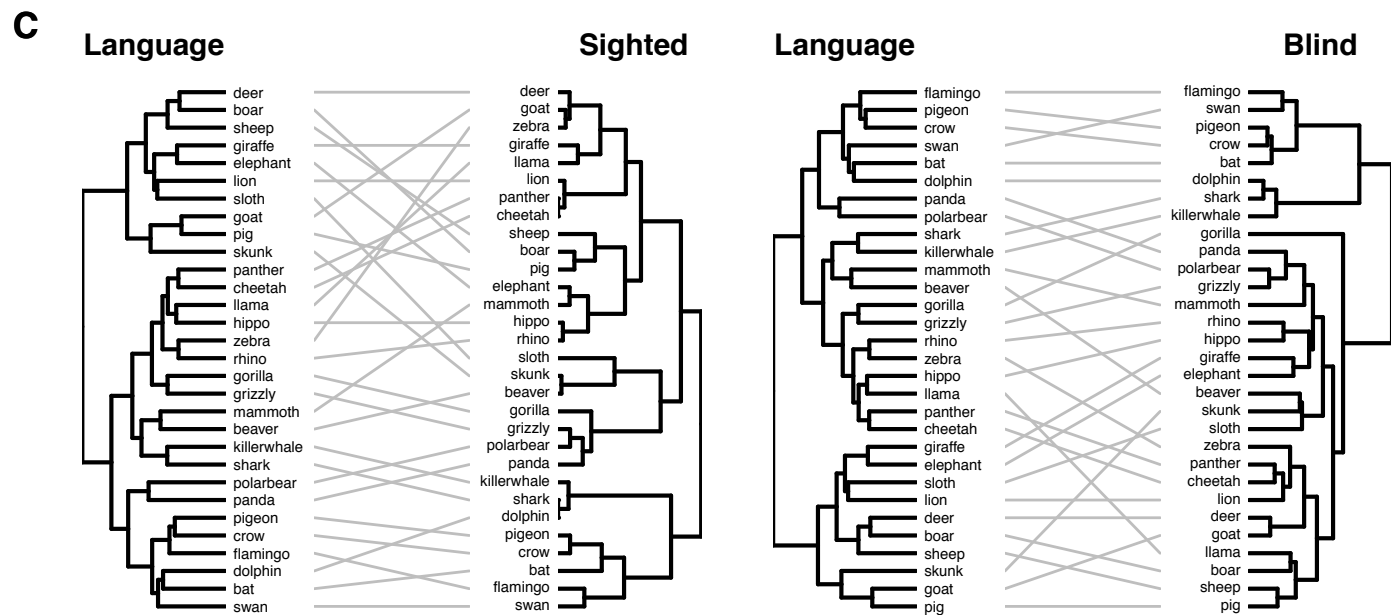 C
Language Sighted Language Blind
deer deer flamingo flamingo
boar goat pigeon swan
sheep zebra crow pigeon
giraffe giraffe swan crow
elephant llama bat bat
lion lion dolphin dolphin
sloth panther panda shark
goat cheetah polarbear killerwhale
pig sheep shark gorilla
skunk boar killerwhale panda
panther pig mammoth polarbear
cheetah elephant beaver grizzly
llama mammoth gorilla mammoth
hippo hippo grizzly rhino
zebra rhino rhino hippo
rhino sloth zebra giraffe
gorilla skunk hippo elephant
grizzly beaver llama beaver
mammoth gorilla panther skunk
beaver grizzly cheetah sloth
killerwhale polarbear giraffe zebra
shark panda elephant panther
polarbear killerwhale sloth cheetah
panda shark lion lion
pigeon dolphin deer deer
crow pigeon boar goat
flamingo crow sheep llama
dolphin bat skunk boar
bat flamingo goat sheep
swan swan pig pig